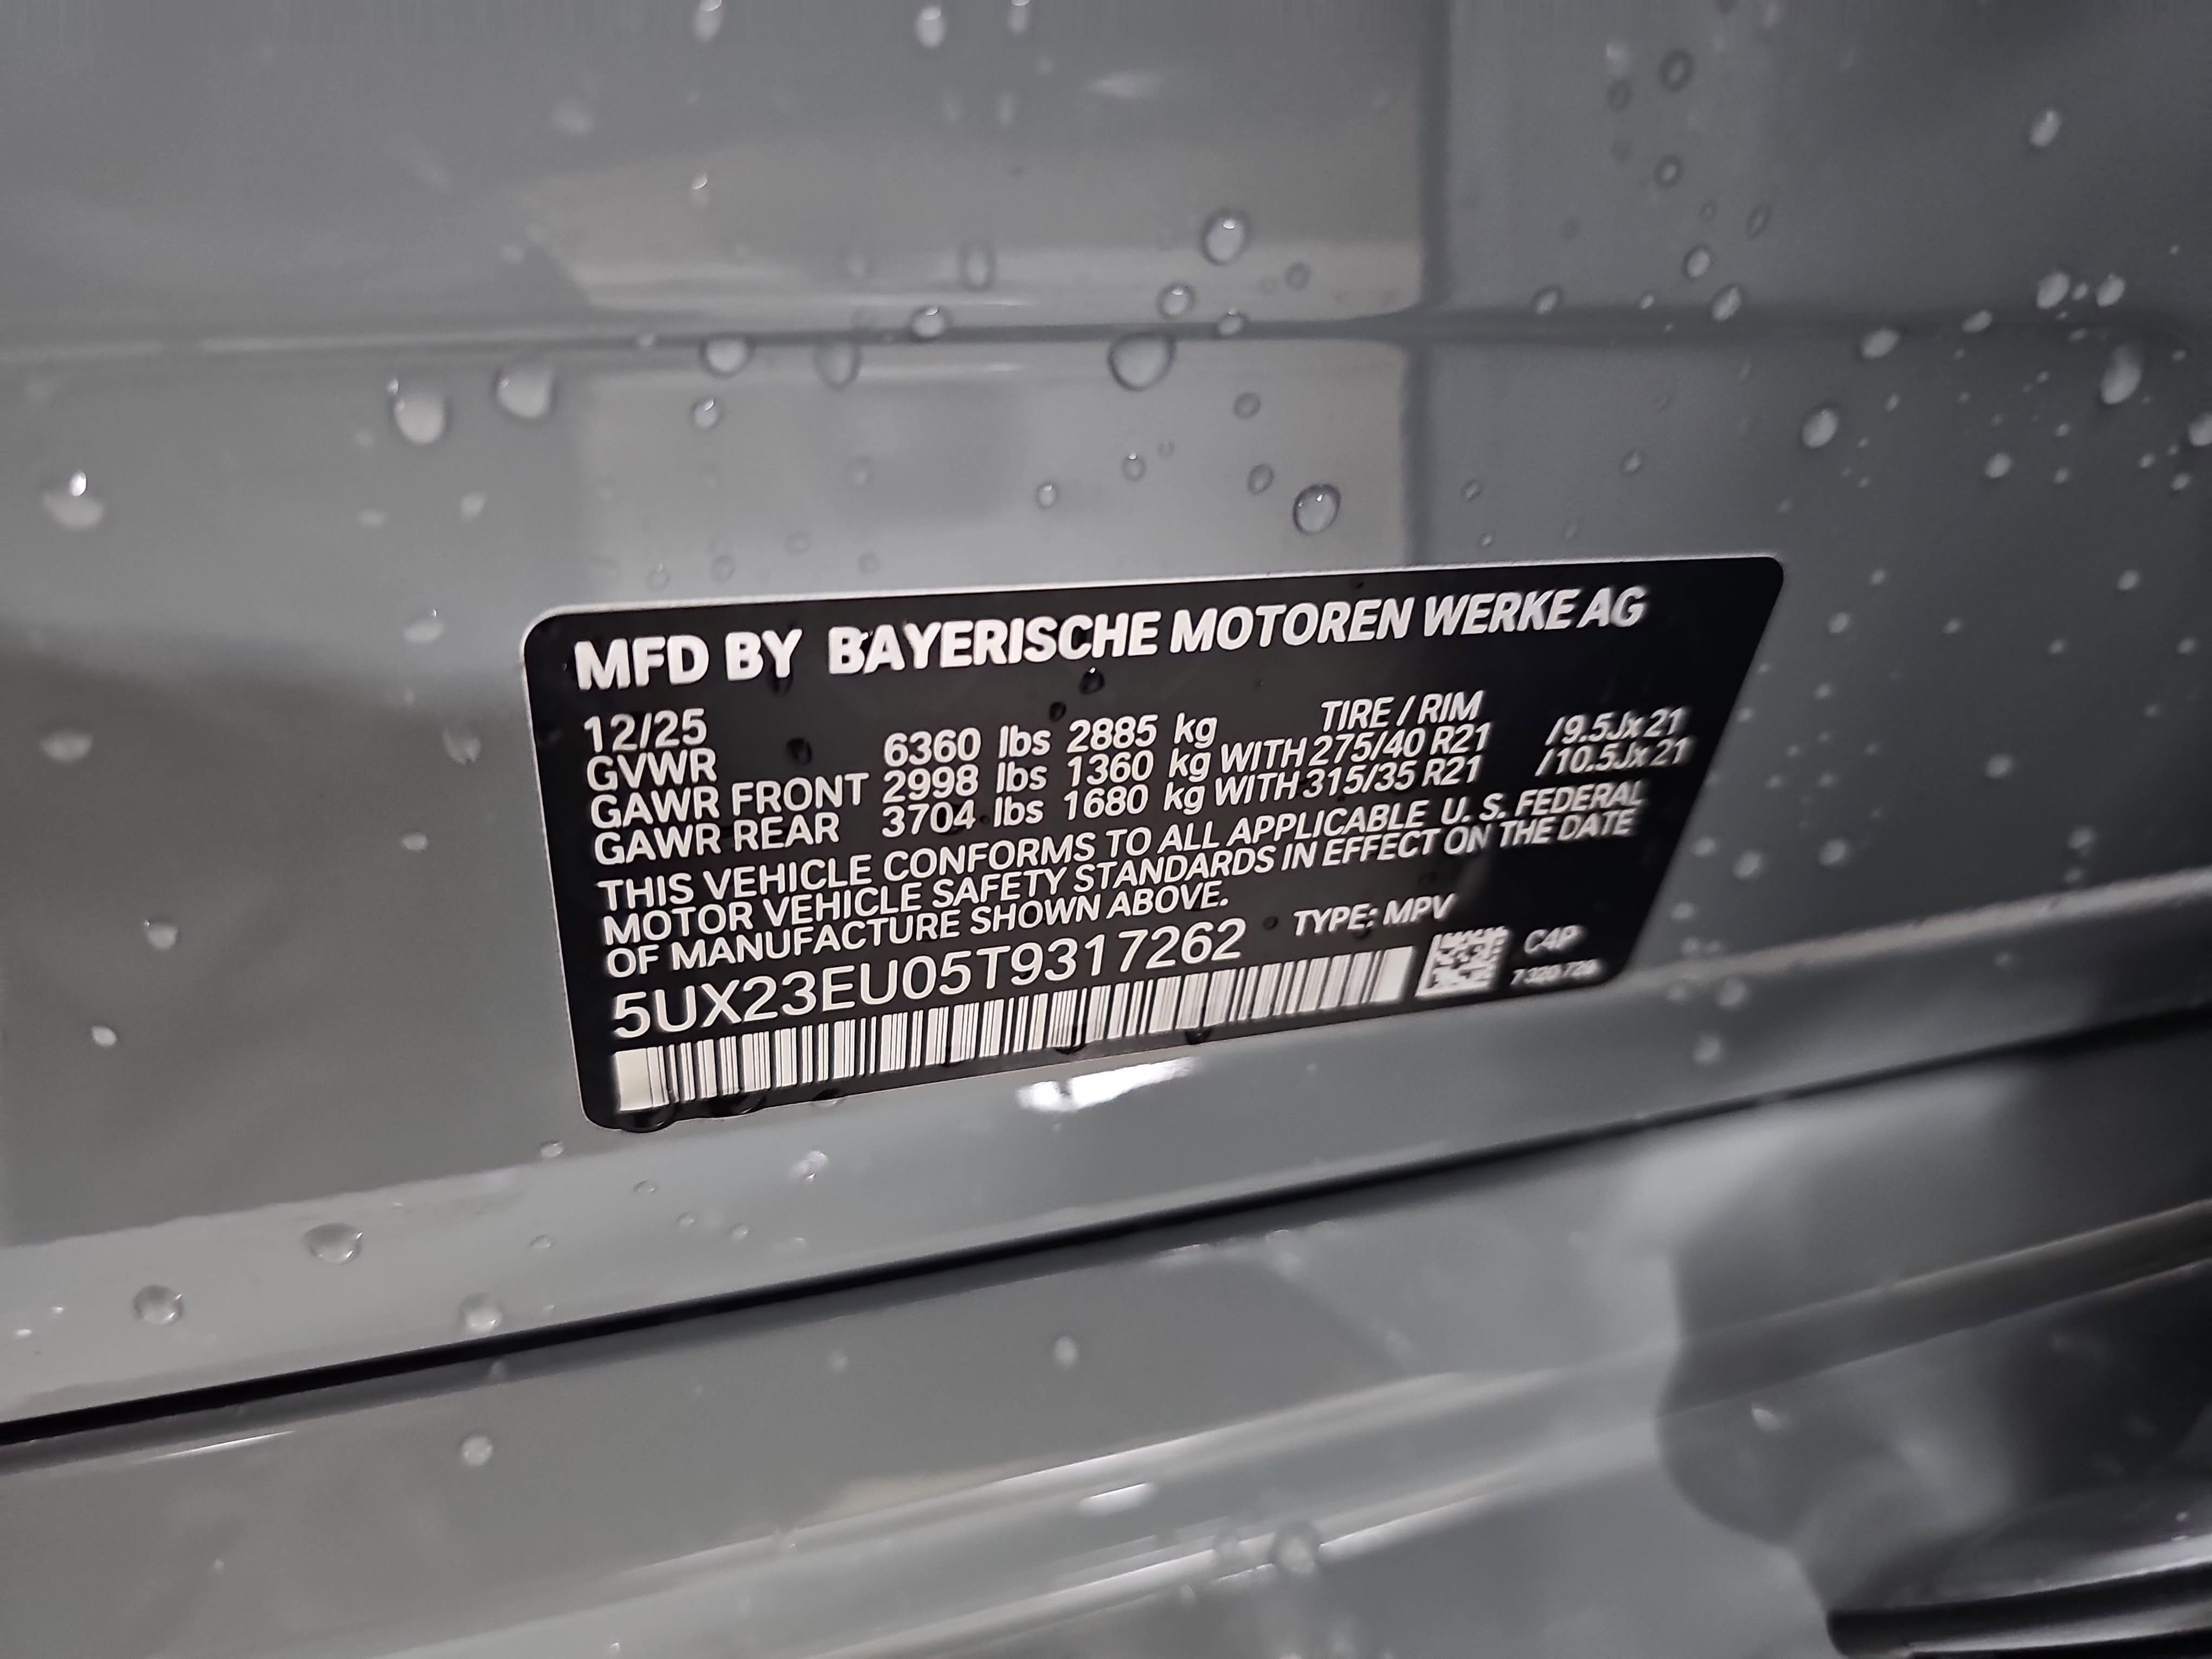 MFD BY BAYERISCHE MOTOREN WERKE AG
12/25 TIRE / RIM
GVWR 6360 lbs 2885 kg
GAWR FRONT 2998 lbs 1360 kg WITH 275/40 R21 /9.5Jx21
GAWR REAR 3704 lbs 1680 kg WITH 315/35 R21 /10.5Jx21
THIS VEHICLE CONFORMS TO ALL APPLICABLE U. S. FEDERAL
MOTOR VEHICLE SAFETY STANDARDS IN EFFECT ON THE DATE
OF MANUFACTURE SHOWN ABOVE.
5UX23EU05T9317262 TYPE: MPV
C4P